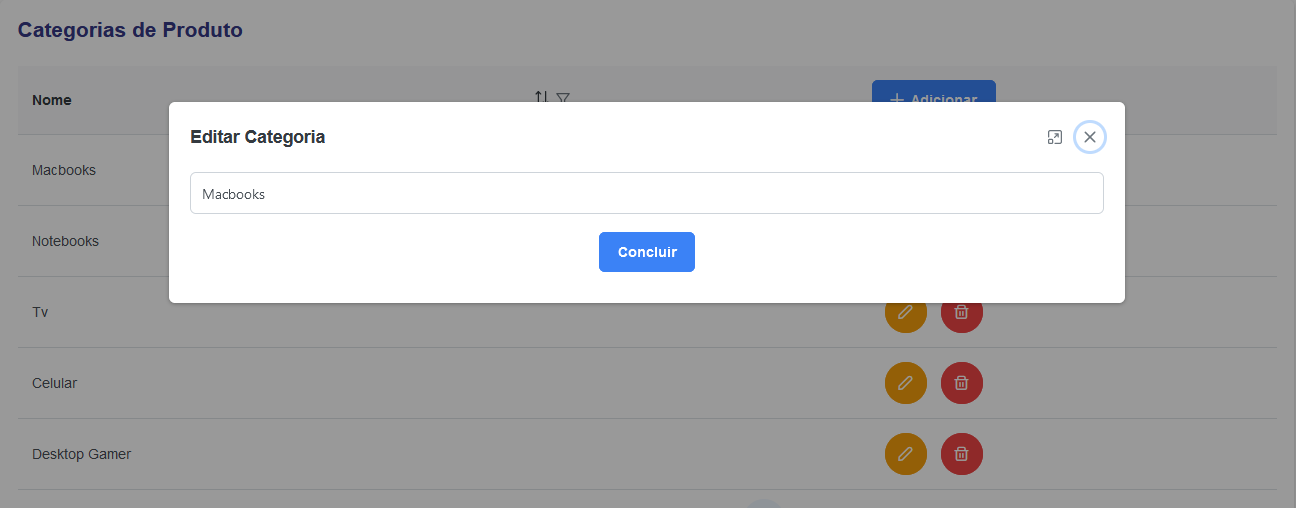 Categorias de Produto
Nome
Adicionar
Editar Categoria
Macbooks
Macbooks
Concluir
Notebooks
Tv
Celular
Desktop Gamer